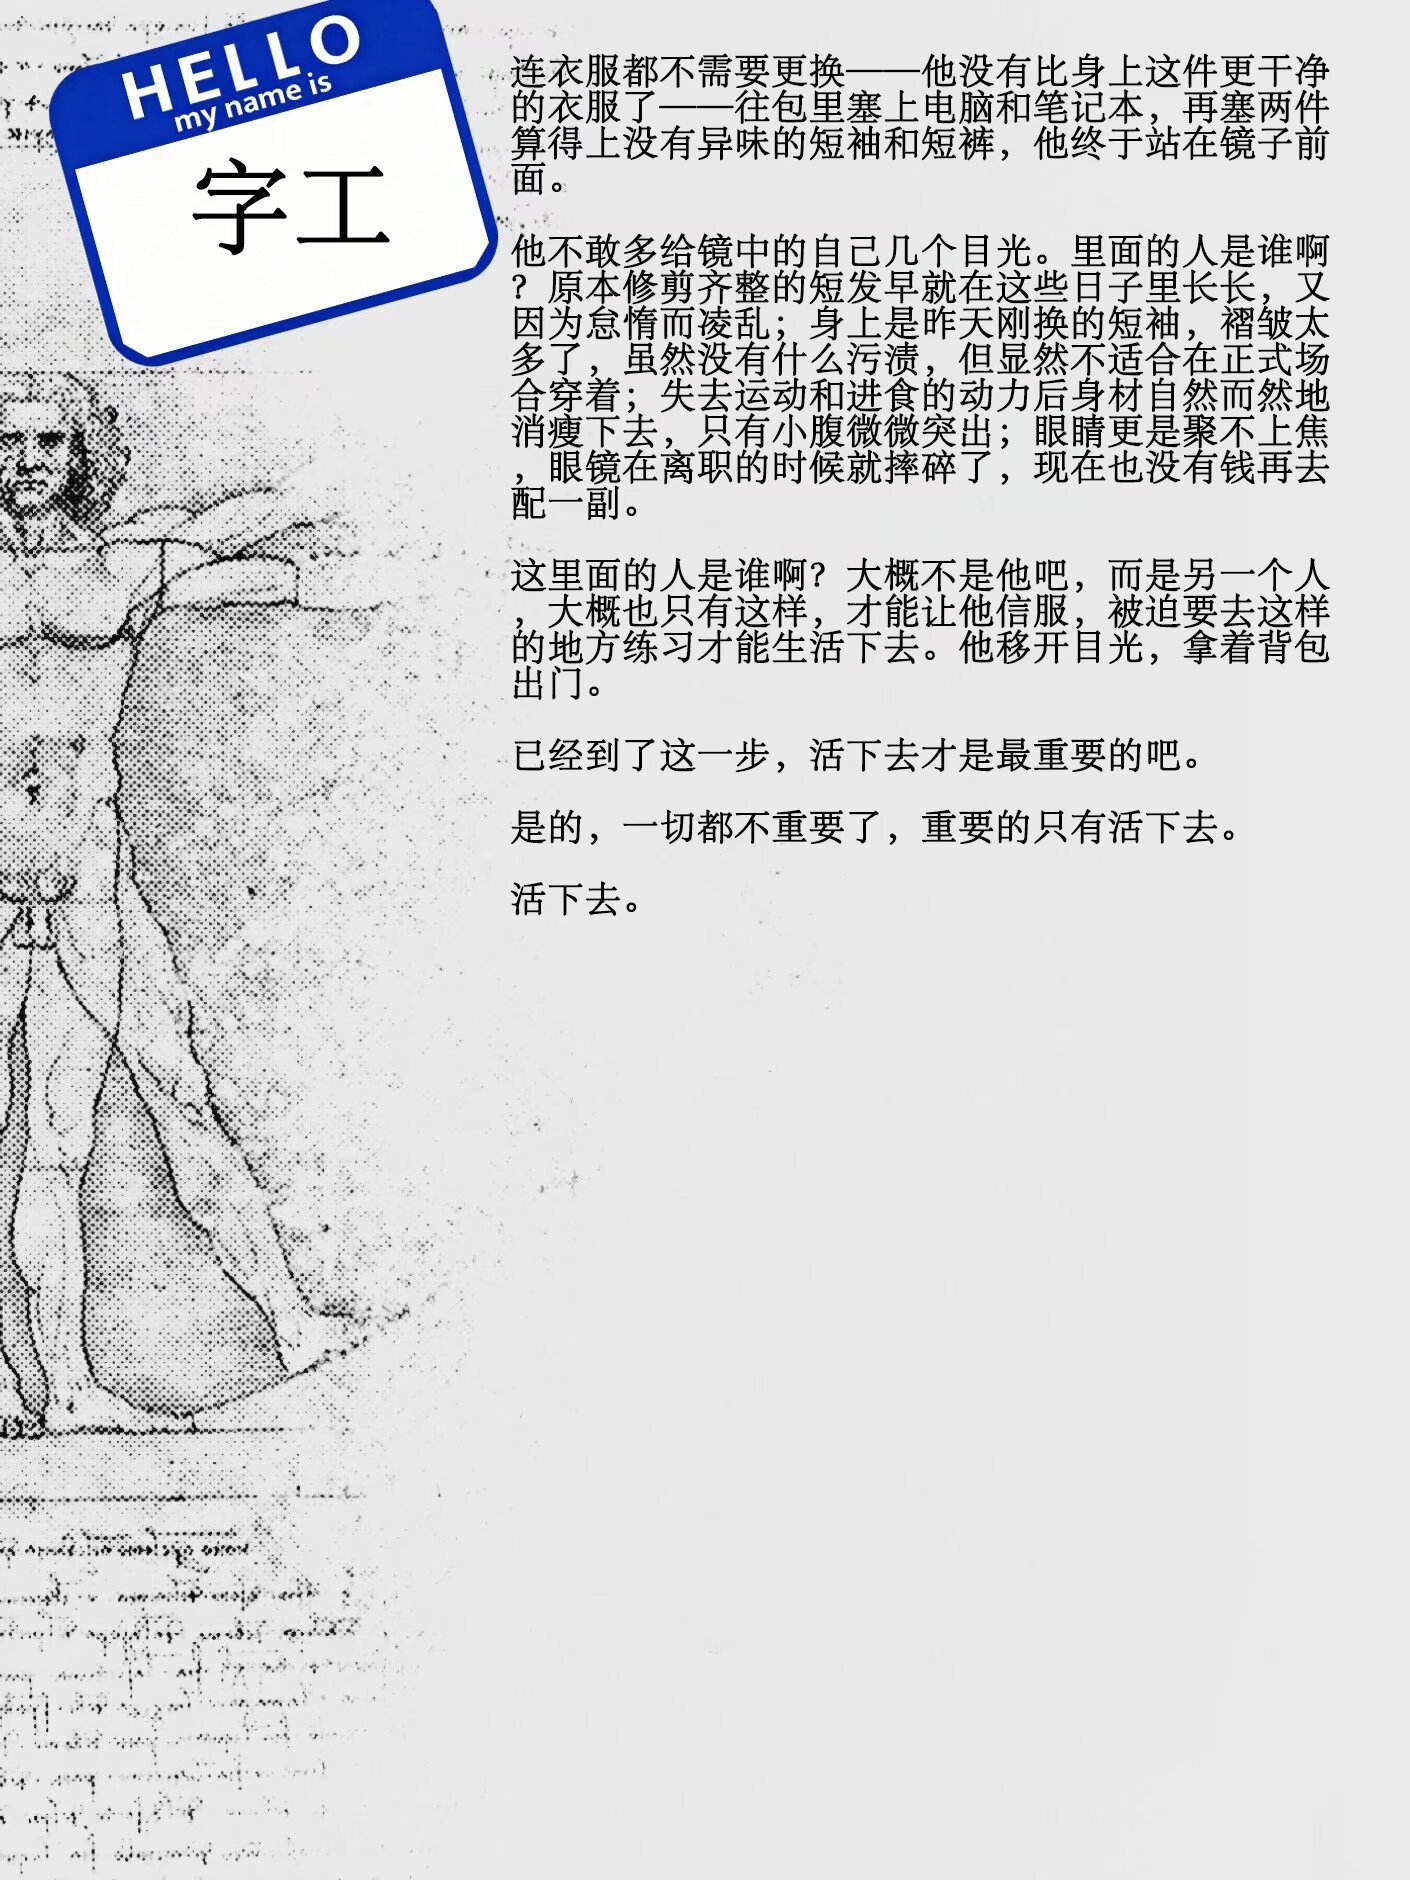 HELLO
my name is
字工
连衣服都不需要更换——他没有比身上这件更干净
的衣服了——往包里塞上电脑和笔记本，再塞两件
算得上没有异味的短袖和短裤，他终于站在镜子前
面。
他不敢多给镜中的自己几个目光。里面的人是谁啊
？原本修剪齐整的短发早就在这些日子里长长，又
因为怠惰而凌乱；身上是昨天刚换的短袖，褶皱太
多了，虽然没有什么污渍，但显然不适合在正式场
合穿着；失去运动和进食的动力后身材自然而然地
消瘦下去，只有小腹微微突出；眼睛更是聚不上焦
，眼镜在离职的时候就摔碎了，现在也没有钱再去
配一副。
这里面的人是谁啊？大概不是他吧，而是另一个人
，大概也只有这样，才能让他信服，被迫要去这样
的地方练习才能生活下去。他移开目光，拿着背包
出门。
已经到了这一步，活下去才是最重要的吧。
是的，一切都不重要了，重要的只有活下去。
活下去。